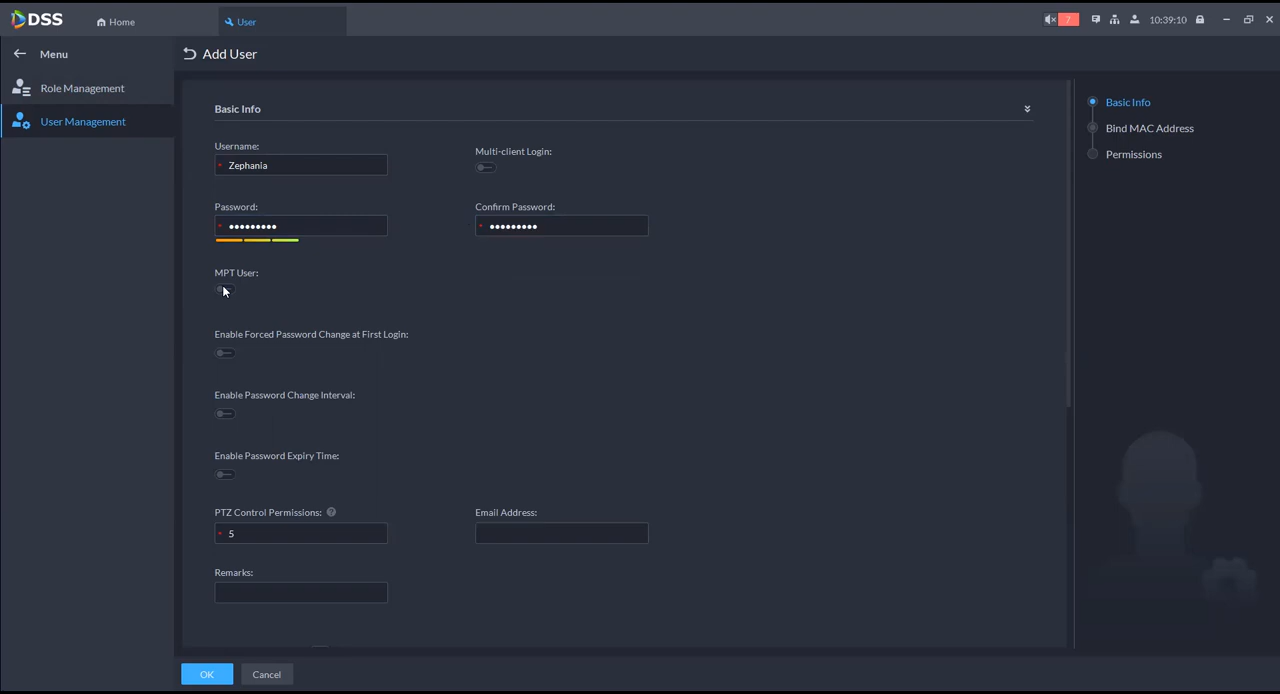 DSS
Home
User
7
10:39:10
Menu
Add User
Role Management
User Management
Basic Info
Username:
* Zephania
Multi-client Login:
Password:
* •••••••••
Confirm Password:
* •••••••••
MPT User:
Enable Forced Password Change at First Login:
Enable Password Change Interval:
Enable Password Expiry Time:
PTZ Control Permissions: ?
* 5
Email Address:
Remarks:
OK
Cancel
Basic Info
Bind MAC Address
Permissions